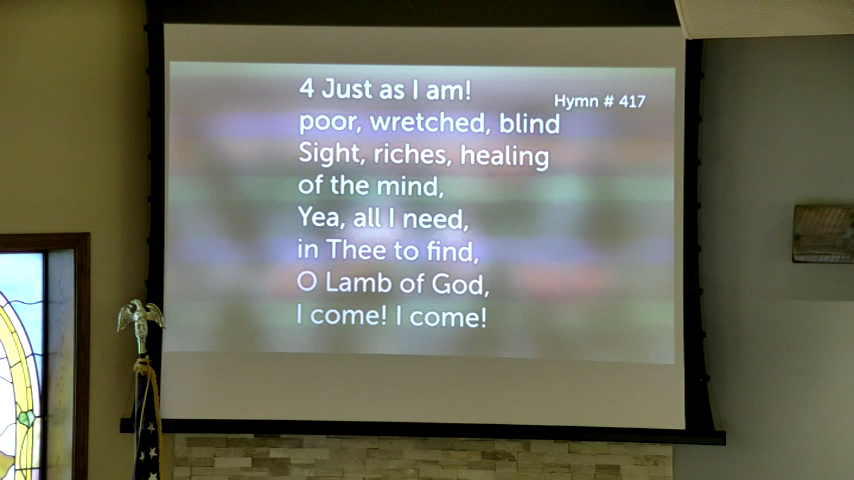 4 Just as I am!
Hymn # 417
poor, wretched, blind
Sight, riches, healing
of the mind,
Yea, all I need,
in Thee to find,
O Lamb of God,
I come! I come!